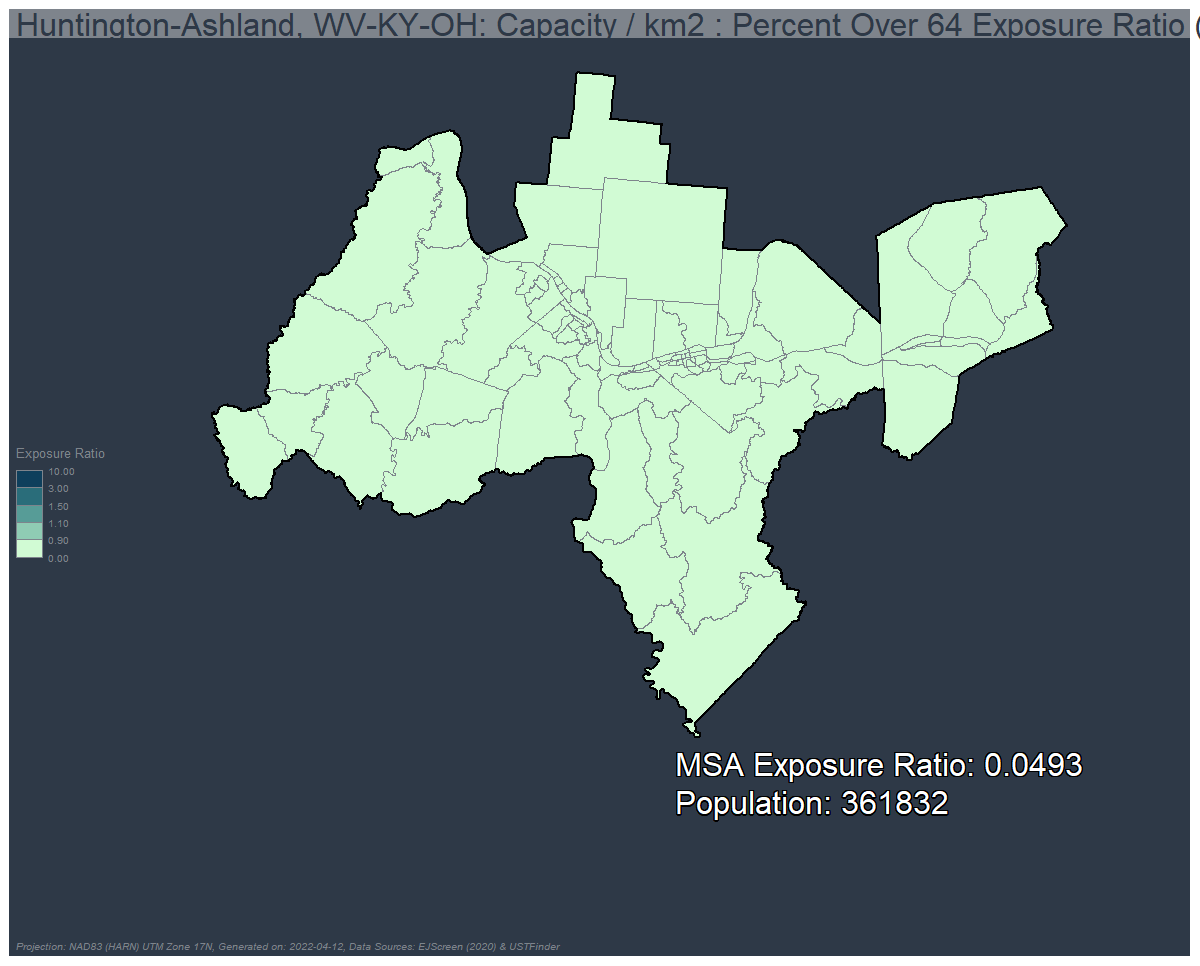 Huntington-Ashland, WV-KY-OH: Capacity / km2 : Percent Over 64 Exposure Ratio (
Exposure Ratio
10.00
3.00
1.50
1.10
0.90
0.00
MSA Exposure Ratio: 0.0493
Population: 361832
Projection: NAD83 (HARN) UTM Zone 17N, Generated on: 2022-04-12, Data Sources: EJScreen (2020) & USTFinder